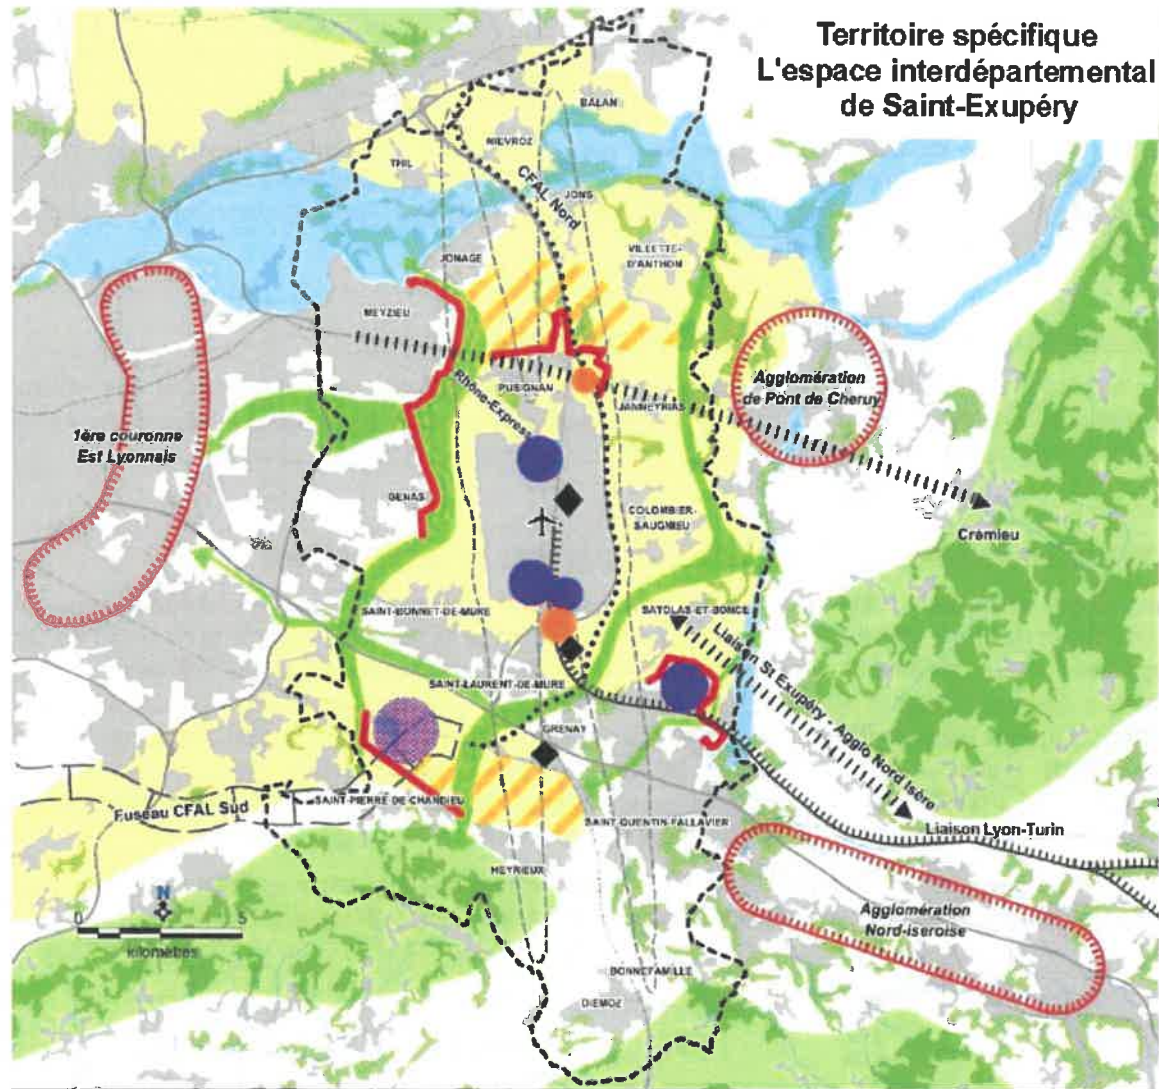 Territoire spécifique
L'espace interdépartemental
de Saint-Exupéry
BALAN
NIEVROZ
THIL
CFAL Nord
JONS
VILLETTE-
D'ANTHON
JONAGE
MEYZIEU
PUSIGNAN
Rhône-Express
JANNEYRIAS
Agglomération
de Pont de Cheruy
1ère couronne
Est Lyonnais
GENAS
COLOMBIER-
SAUGNIEU
Crémieu
SAINT-BONNET-DE-MURE
SATOLAS-ET-BONCE
Liaison St Exupéry - Agglo Nord Isère
SAINT-LAURENT-DE-MURE
GRENAY
Fuseau CFAL Sud
SAINT-PIERRE DE CHANDIEU
SAINT QUENTIN-FALLAVIER
Liaison Lyon-Turin
HEYRIEUX
N
0 5
kilomètres
Agglomération
Nord-iseroise
BONNEFAMILLE
DIEMOZ